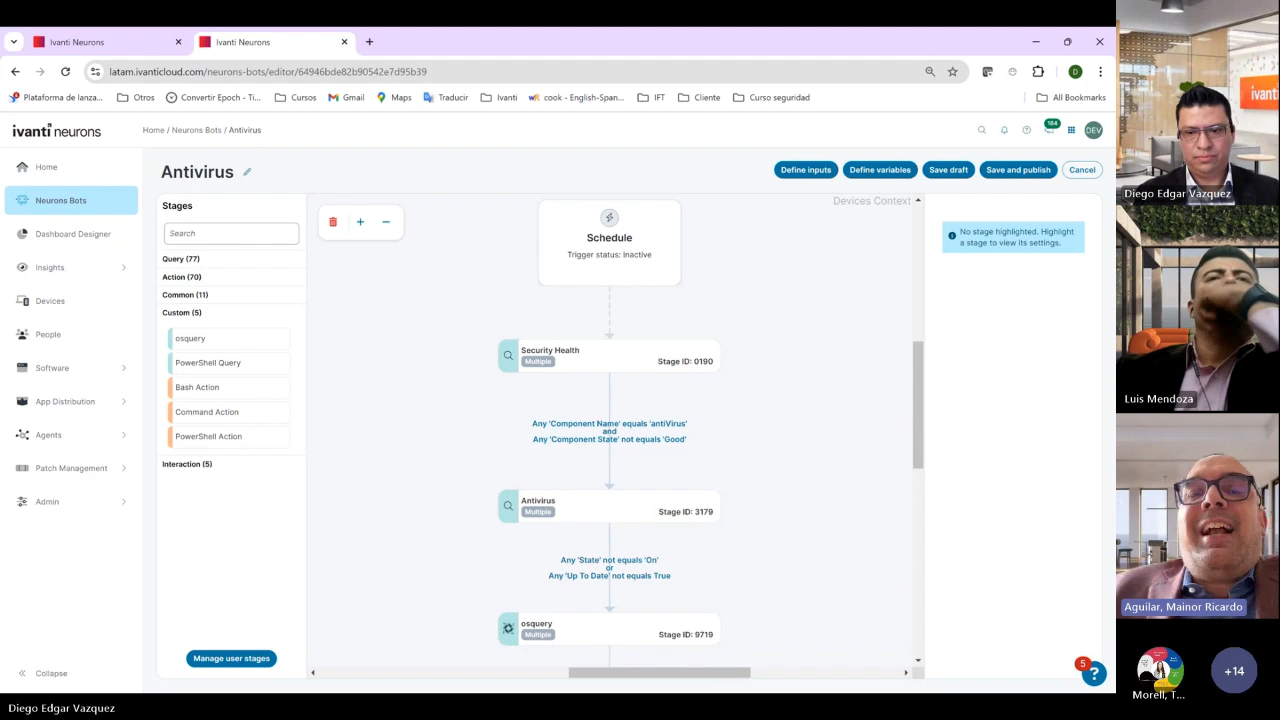 Ivanti Neurons
Ivanti Neurons
latam.ivanticloud.com/neurons-bots/editor/64946bde82b90542e7d95b39
D
Plataforma de lanza...
Otros
Convertir Epoch - Ti...
Cursos
Gmail
Maps
Traducir
Ivanti
cook - English-Span...
IFT
Cliente
Curso seguridad
All Bookmarks
ivanti neurons
Home / Neurons Bots / Antivirus
184
DEV
Home
Neurons Bots
Dashboard Designer
Insights
Devices
People
Software
App Distribution
Agents
Patch Management
Admin
Collapse
Antivirus
Define inputs
Define variables
Save draft
Save and publish
Cancel
Stages
Search
Query (77)
Action (70)
Common (11)
Custom (5)
osquery
PowerShell Query
Bash Action
Command Action
PowerShell Action
Interaction (5)
Manage user stages
Devices Context
Schedule
Trigger status: Inactive
Security Health
Multiple
Stage ID: 0190
Any 'Component Name' equals 'antiVirus'
and
Any 'Component State' not equals 'Good'
Antivirus
Multiple
Stage ID: 3179
Any 'State' not equals 'On'
or
Any 'Up To Date' not equals True
osquery
Multiple
Stage ID: 9719
No stage highlighted. Highlight
a stage to view its settings.
5
?
ivanti
Diego Edgar Vazquez
Luis Mendoza
Aguilar, Mainor Ricardo
Morell, T...
+14
Diego Edgar Vazquez